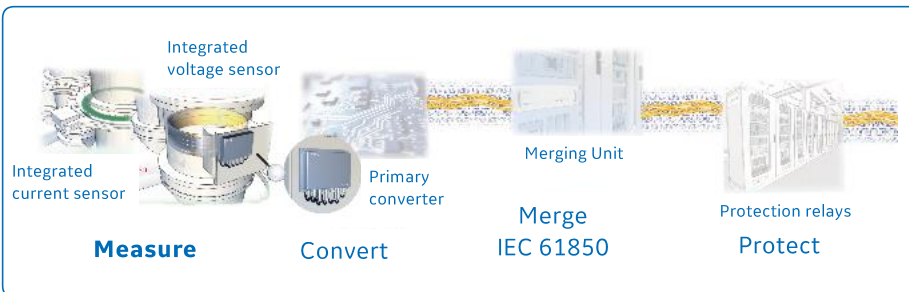 Integrated
voltage sensor
Integrated
current sensor
Primary
converter
Merging Unit
Protection relays
Measure
Convert
Merge
IEC 61850
Protect